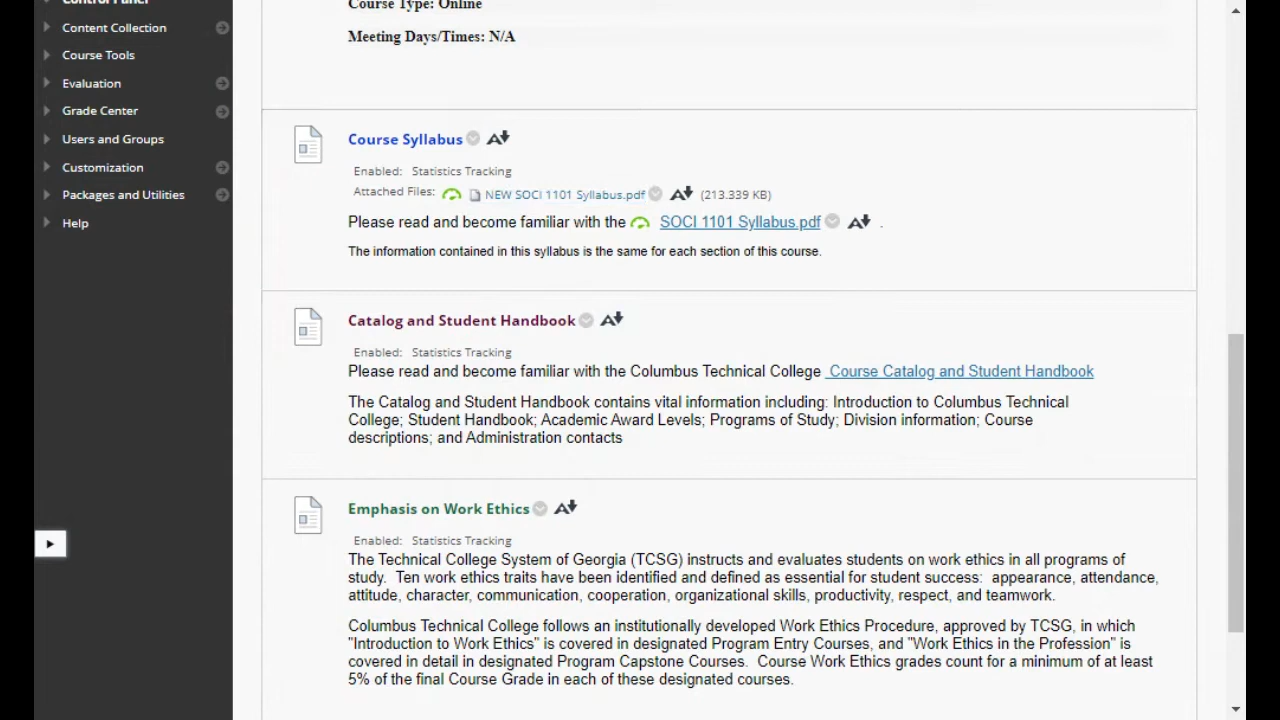 Control Panel
Content Collection
Course Tools
Evaluation
Grade Center
Users and Groups
Customization
Packages and Utilities
Help
Course Type: Online
Meeting Days/Times: N/A
Course Syllabus
Enabled: Statistics Tracking
Attached Files: NEW SOCI 1101 Syllabus.pdf (213.339 KB)
Please read and become familiar with the SOCI 1101 Syllabus.pdf .
The information contained in this syllabus is the same for each section of this course.
Catalog and Student Handbook
Enabled: Statistics Tracking
Please read and become familiar with the Columbus Technical College Course Catalog and Student Handbook
The Catalog and Student Handbook contains vital information including: Introduction to Columbus Technical
College; Student Handbook; Academic Award Levels; Programs of Study; Division information; Course
descriptions; and Administration contacts
Emphasis on Work Ethics
Enabled: Statistics Tracking
The Technical College System of Georgia (TCSG) instructs and evaluates students on work ethics in all programs of
study. Ten work ethics traits have been identified and defined as essential for student success: appearance, attendance,
attitude, character, communication, cooperation, organizational skills, productivity, respect, and teamwork.
Columbus Technical College follows an institutionally developed Work Ethics Procedure, approved by TCSG, in which
"Introduction to Work Ethics" is covered in designated Program Entry Courses, and "Work Ethics in the Profession" is
covered in detail in designated Program Capstone Courses. Course Work Ethics grades count for a minimum of at least
5% of the final Course Grade in each of these designated courses.